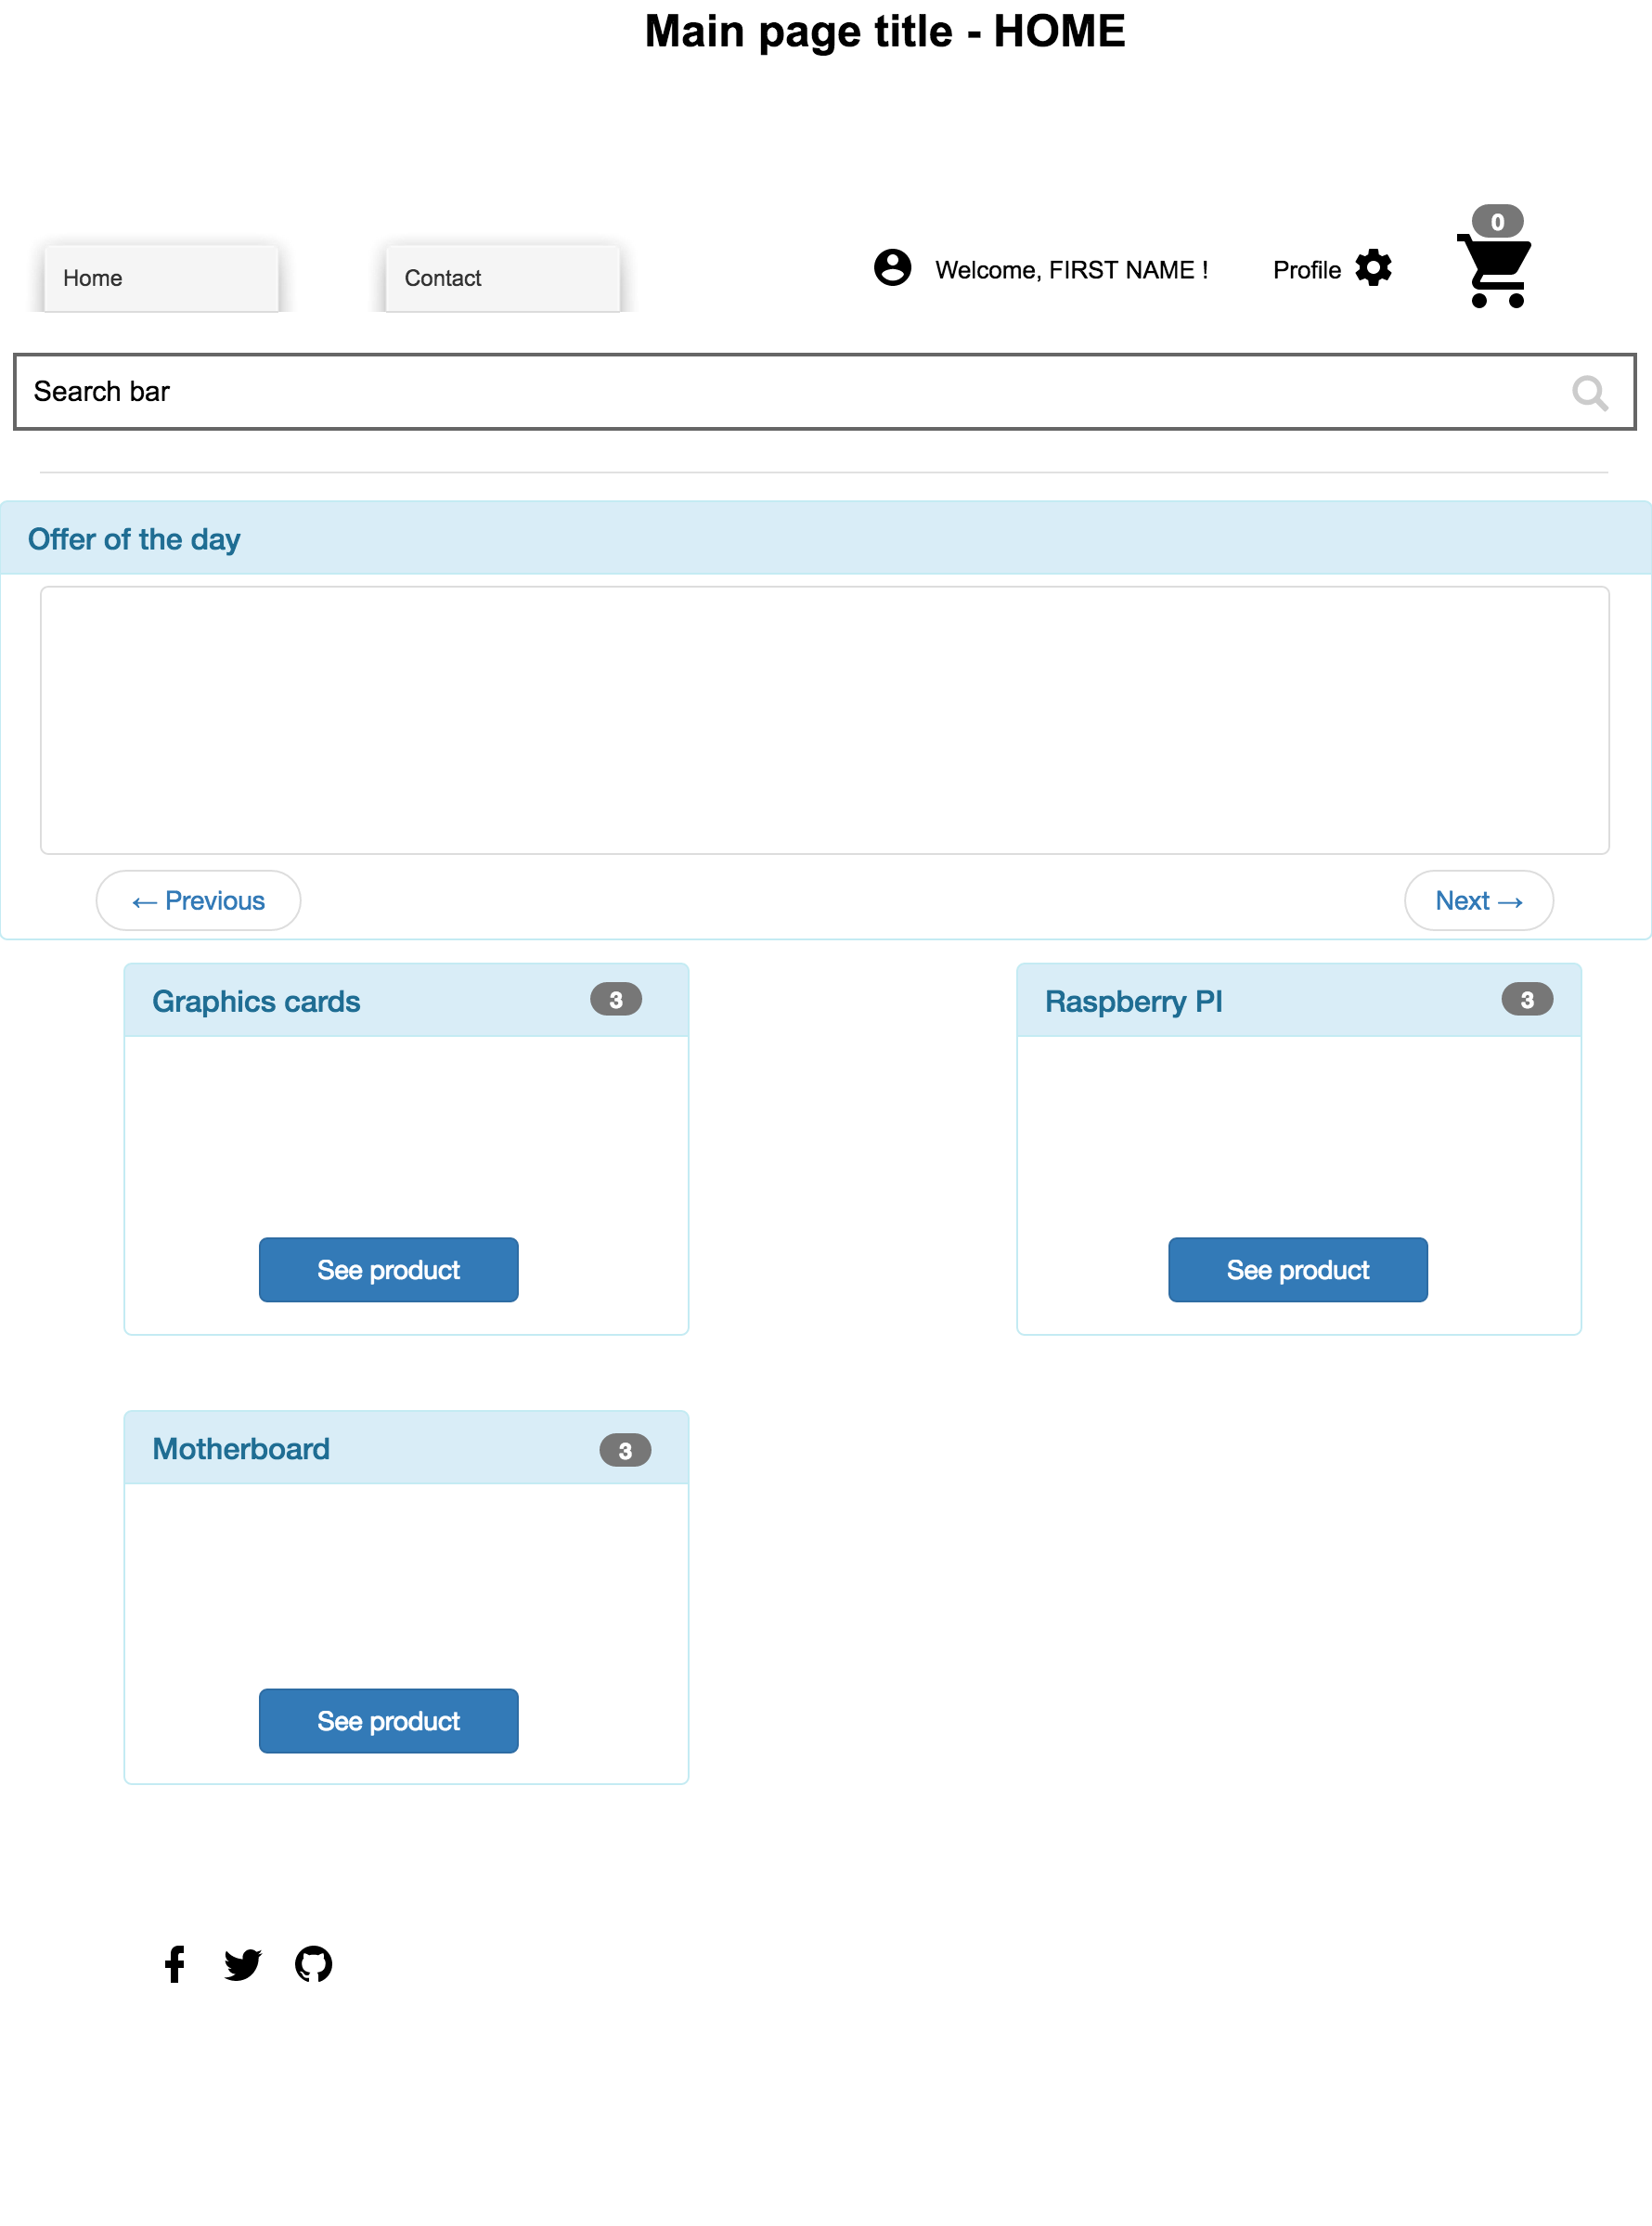 Main page title - HOME
0
Home
Contact
Welcome, FIRST NAME !
Profile
Search bar
Offer of the day
← Previous
Next →
Graphics cards
3
Raspberry PI
3
See product
See product
Motherboard
3
See product